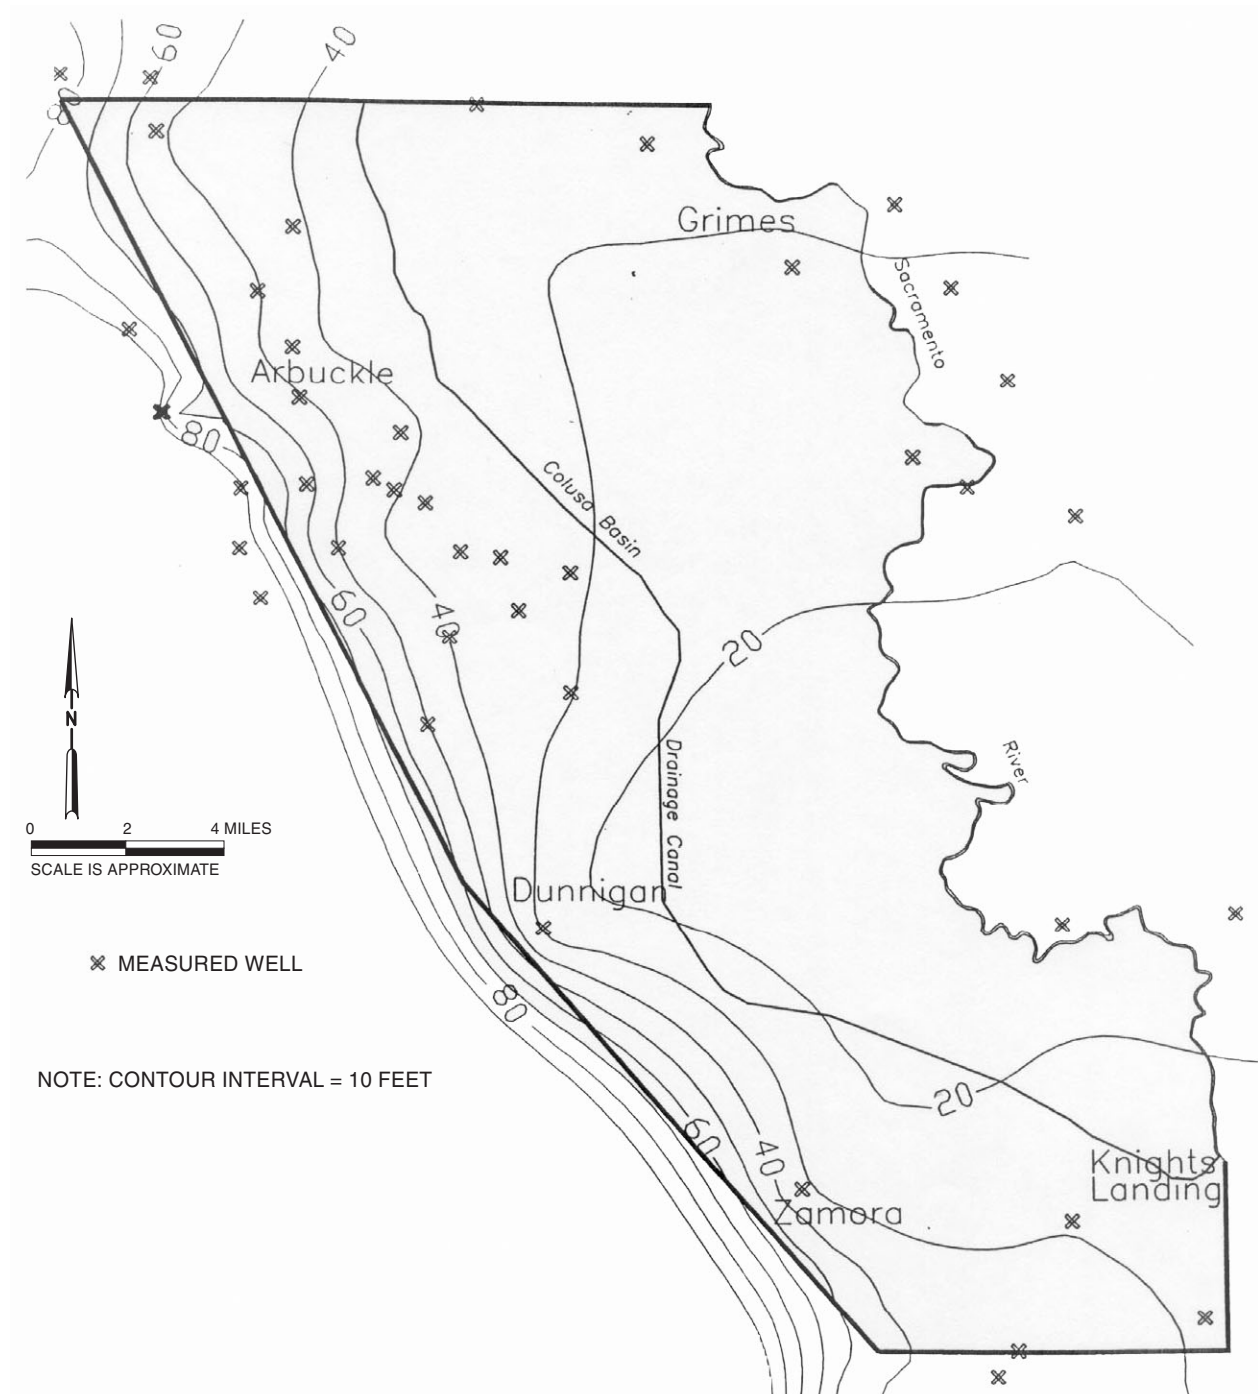 60
40
80
Grimes
Sacramento
Arbuckle
80
Colusa Basin
60
40
20
N
River
Drainage Canal
0 2 4 MILES
SCALE IS APPROXIMATE
Dunnigan
MEASURED WELL
80
NOTE: CONTOUR INTERVAL = 10 FEET
20
60
40
Knights
Landing
Zamora